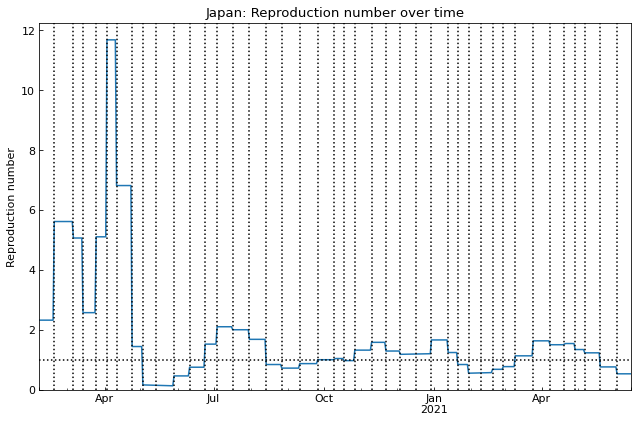 Japan: Reproduction number over time
Reproduction number
12
10
8
6
4
2
0
Apr
Jul
Oct
Jan
2021
Apr